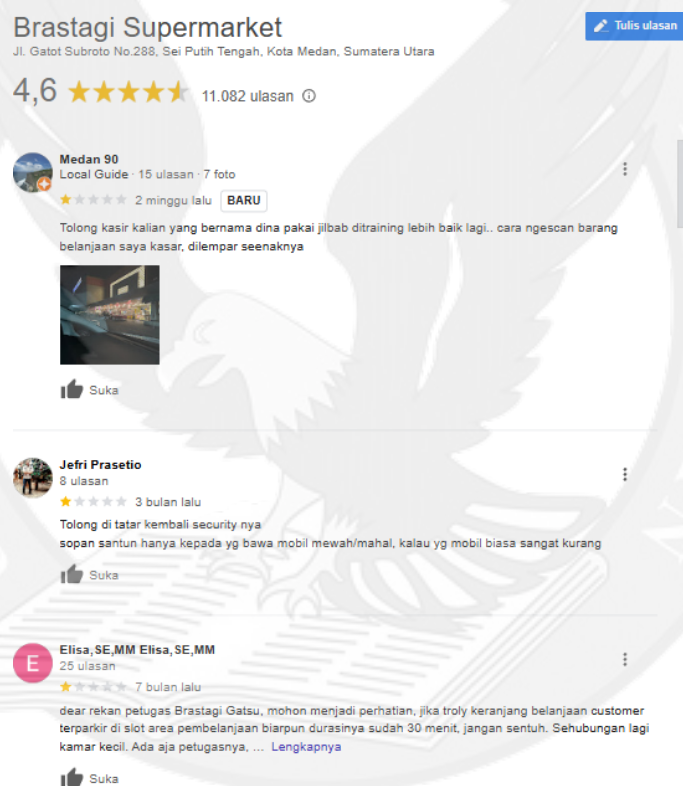 Brastagi Supermarket
Tulis ulasan
Jl. Gatot Subroto No.288, Sei Putih Tengah, Kota Medan, Sumatera Utara
4,6 11.082 ulasan
Medan 90
Local Guide · 15 ulasan · 7 foto
2 minggu lalu BARU
Tolong kasir kalian yang bernama dina pakai jilbab ditraining lebih baik lagi.. cara ngescan barang
belanjaan saya kasar, dilempar seenaknya
Suka
Jefri Prasetio
8 ulasan
3 bulan lalu
Tolong di tatar kembali security nya
sopan santun hanya kepada yg bawa mobil mewah/mahal, kalau yg mobil biasa sangat kurang
Suka
E
Elisa,SE,MM Elisa,SE,MM
25 ulasan
7 bulan lalu
dear rekan petugas Brastagi Gatsu, mohon menjadi perhatian, jika troly keranjang belanjaan customer
terparkir di slot area pembelanjaan biarpun durasinya sudah 30 menit, jangan sentuh. Sehubungan lagi
kamar kecil. Ada aja petugasnya, ... Lengkapnya
Suka